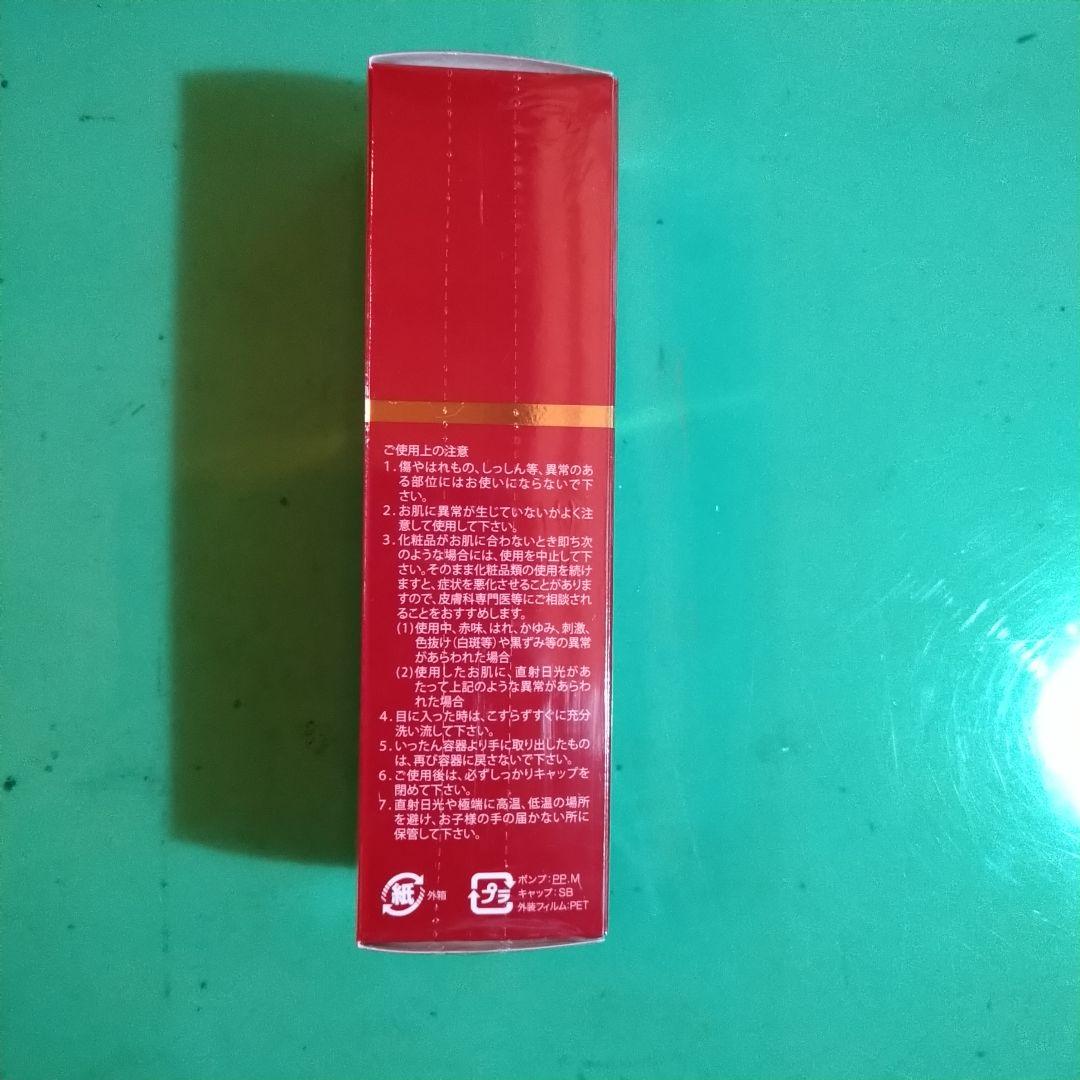 ご使用上の注意
1. 傷やはれもの、しっしん等、異常のあ
る部位にはお使いにならないで下
さい。
2. お肌に異常が生じていないかよく注
意して使用して下さい。
3. 化粧品がお肌に合わないとき即ち次
のような場合には、使用を中止して下
さい。そのまま化粧品類の使用を続け
ますと、症状を悪化させることがありま
すので、皮膚科専門医等にご相談され
ることをおすすめします。
(1)使用中、赤味、はれ、かゆみ、刺激、
色抜け(白斑等)や黒ずみ等の異常
があらわれた場合
(2)使用したお肌に、直射日光があ
たって上記のような異常があらわ
れた場合
4. 目に入った時は、こすらずすぐに充分
洗い流して下さい。
5. いったん容器より手に取り出したもの
は、再び容器に戻さないで下さい。
6. ご使用後は、必ずしっかりキャップを
閉めて下さい。
7. 直射日光や極端に高温、低温の場所
を避け、お子様の手の届かない所に
保管して下さい。
紙 外箱
プラ ポンプ:PP,M
キャップ:SB
外装フィルム:PET